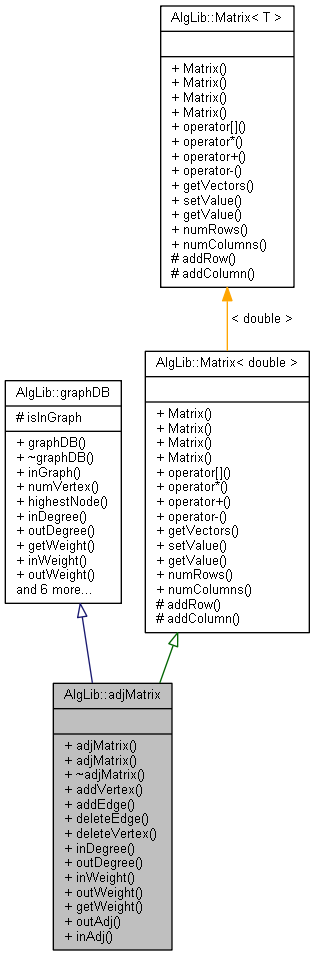 AlgLib::Matrix< T >
+ Matrix()
+ Matrix()
+ Matrix()
+ Matrix()
+ operator[]()
+ operator*()
+ operator+()
+ operator-()
+ getVectors()
+ setValue()
+ getValue()
+ numRows()
+ numColumns()
# addRow()
# addColumn()
< double >
AlgLib::Matrix< double >
+ Matrix()
+ Matrix()
+ Matrix()
+ Matrix()
+ operator[]()
+ operator*()
+ operator+()
+ operator-()
+ getVectors()
+ setValue()
+ getValue()
+ numRows()
+ numColumns()
# addRow()
# addColumn()
AlgLib::graphDB
# isInGraph
+ graphDB()
+ ~graphDB()
+ inGraph()
+ numVertex()
+ highestNode()
+ inDegree()
+ outDegree()
+ getWeight()
+ inWeight()
+ outWeight()
and 6 more...
AlgLib::adjMatrix
+ adjMatrix()
+ adjMatrix()
+ ~adjMatrix()
+ addVertex()
+ addEdge()
+ deleteEdge()
+ deleteVertex()
+ inDegree()
+ outDegree()
+ inWeight()
+ outWeight()
+ getWeight()
+ outAdj()
+ inAdj()